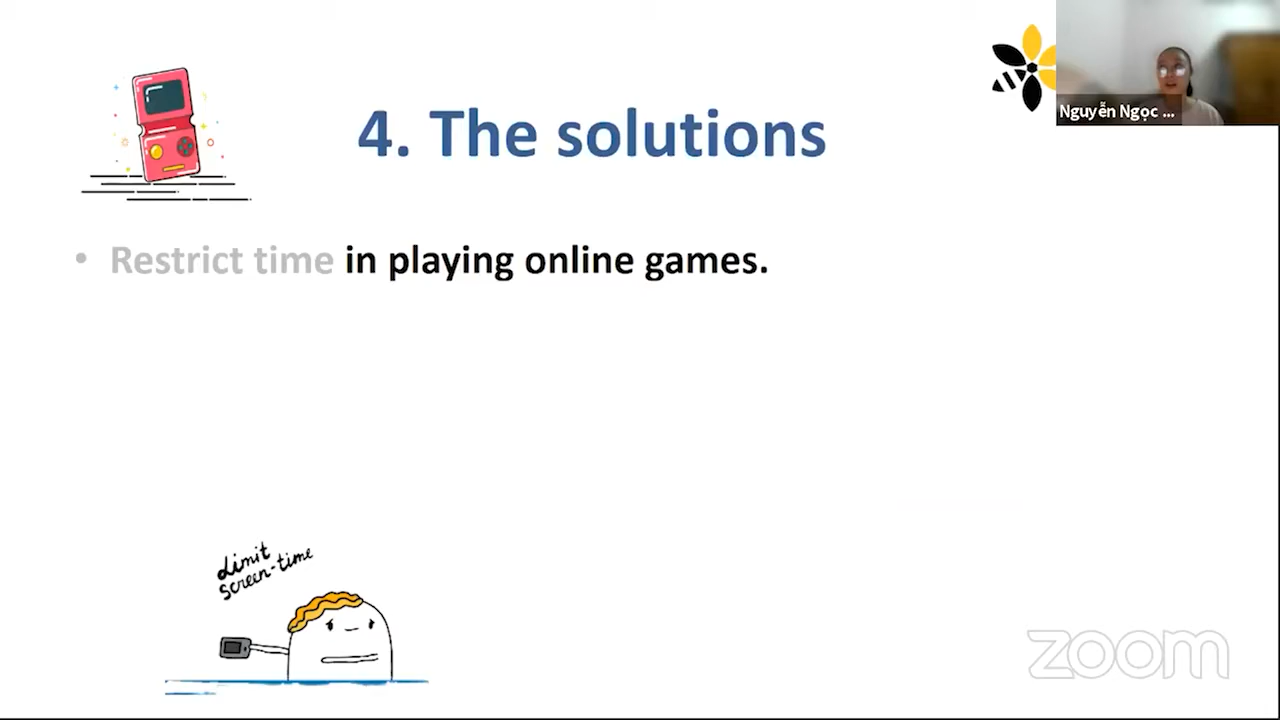 Nguyễn Ngọc ...
4. The solutions
• Restrict time in playing online games.
Limit
screen-time
zoom